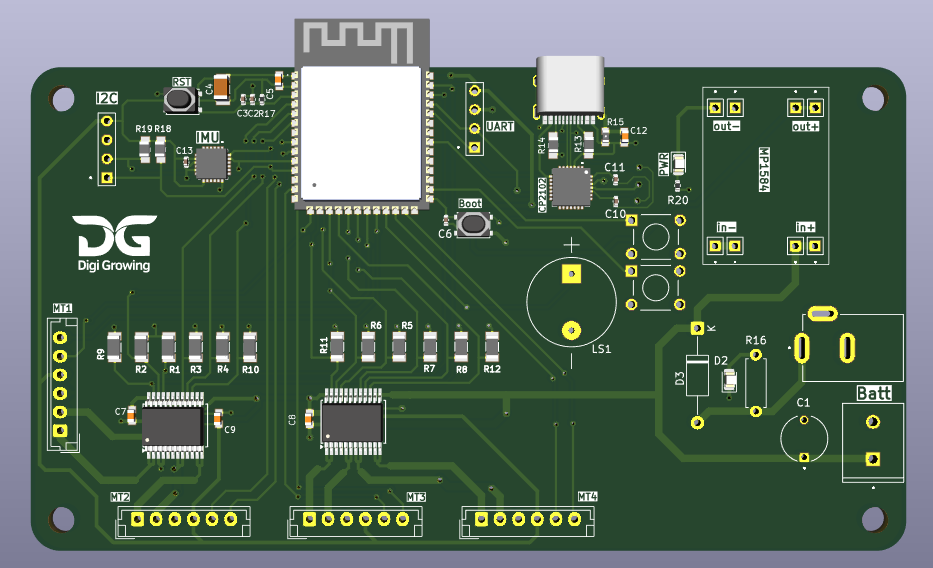 RST
I2C
C4
C5
C3C2R17
R19R18
IMU
C13
UART
R14
R15
R13
C12
CP2102
C11
C10
PWR
R20
out-
out+
MP1584
in-
in+
Boot
C6
DG
Digi Growing
+
LS1
MT1
R9
R2
R1
R3
R4
R10
R11
R6
R5
R7
R8
R12
K
D3
D2
R16
C1
Batt
C7
C9
C8
MT2
MT3
MT4